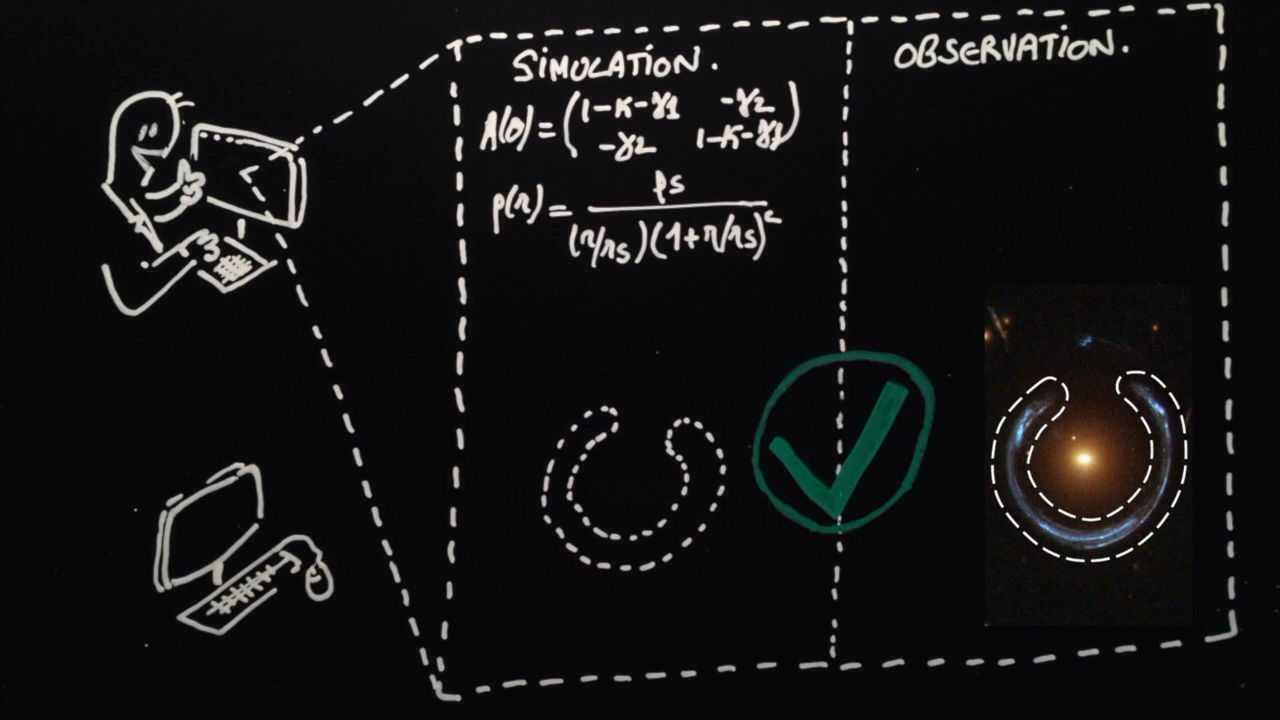 SIMULATION.
OBSERVATION.
A(θ) = (1-κ-γ1 -γ2
-γ2 1-κ-γ1)
ρ(r) = ρs
(r/rs)(1+r/rs)²